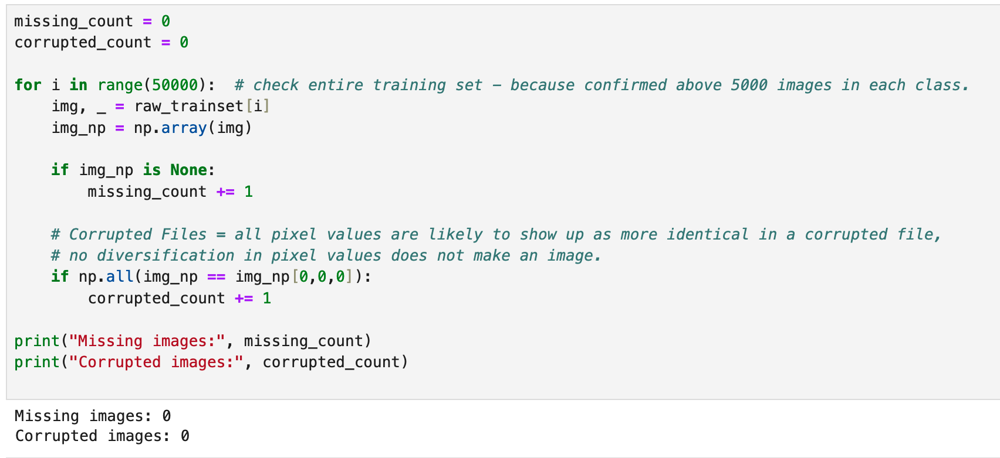 missing_count = 0
corrupted_count = 0
for i in range(50000):  # check entire training set – because confirmed above 5000 images in each class.
    img, _ = raw_trainset[i]
    img_np = np.array(img)
    if img_np is None:
        missing_count += 1
    # Corrupted Files = all pixel values are likely to show up as more identical in a corrupted file,
    # no diversification in pixel values does not make an image.
    if np.all(img_np == img_np[0,0,0]):
        corrupted_count += 1
print("Missing images:", missing_count)
print("Corrupted images:", corrupted_count)
Missing images: 0
Corrupted images: 0